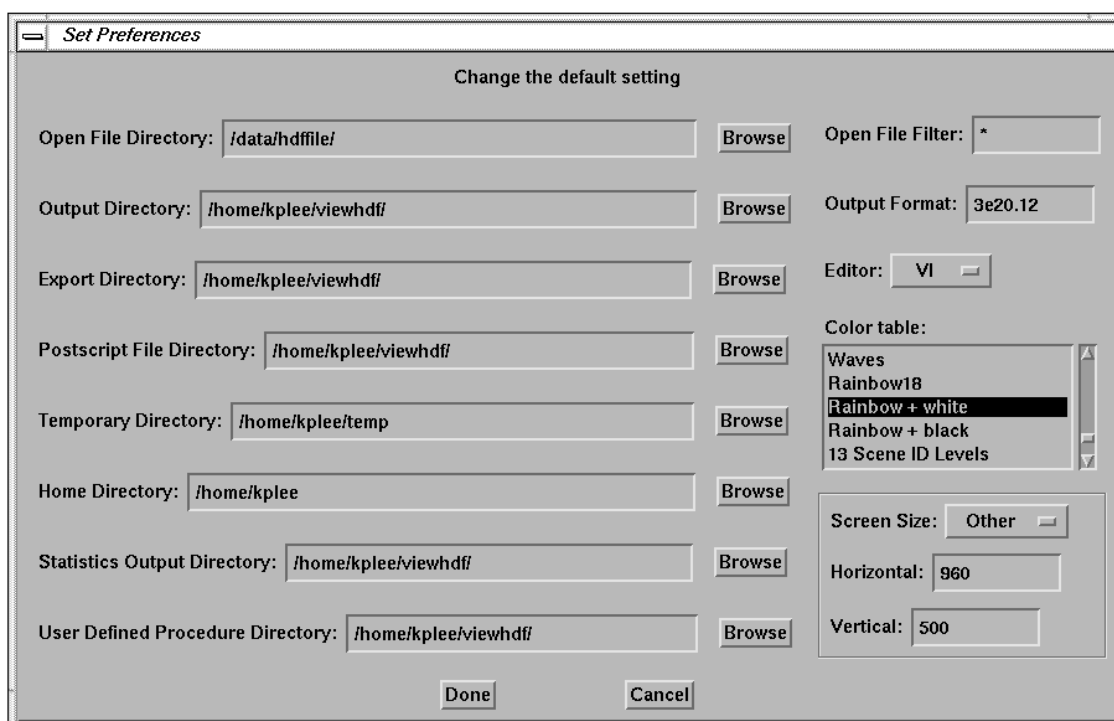 Set Preferences
Change the default setting
Open File Directory: /data/hdffile/ Browse
Open File Filter: *
Output Directory: /home/kplee/viewhdf/ Browse
Output Format: 3e20.12
Export Directory: /home/kplee/viewhdf/ Browse
Editor: VI
Postscript File Directory: /home/kplee/viewhdf/ Browse
Color table:
Waves
Rainbow18
Rainbow + white
Rainbow + black
13 Scene ID Levels
Temporary Directory: /home/kplee/temp Browse
Home Directory: /home/kplee Browse
Screen Size: Other
Statistics Output Directory: /home/kplee/viewhdf/ Browse
Horizontal: 960
User Defined Procedure Directory: /home/kplee/viewhdf/ Browse
Vertical: 500
Done Cancel